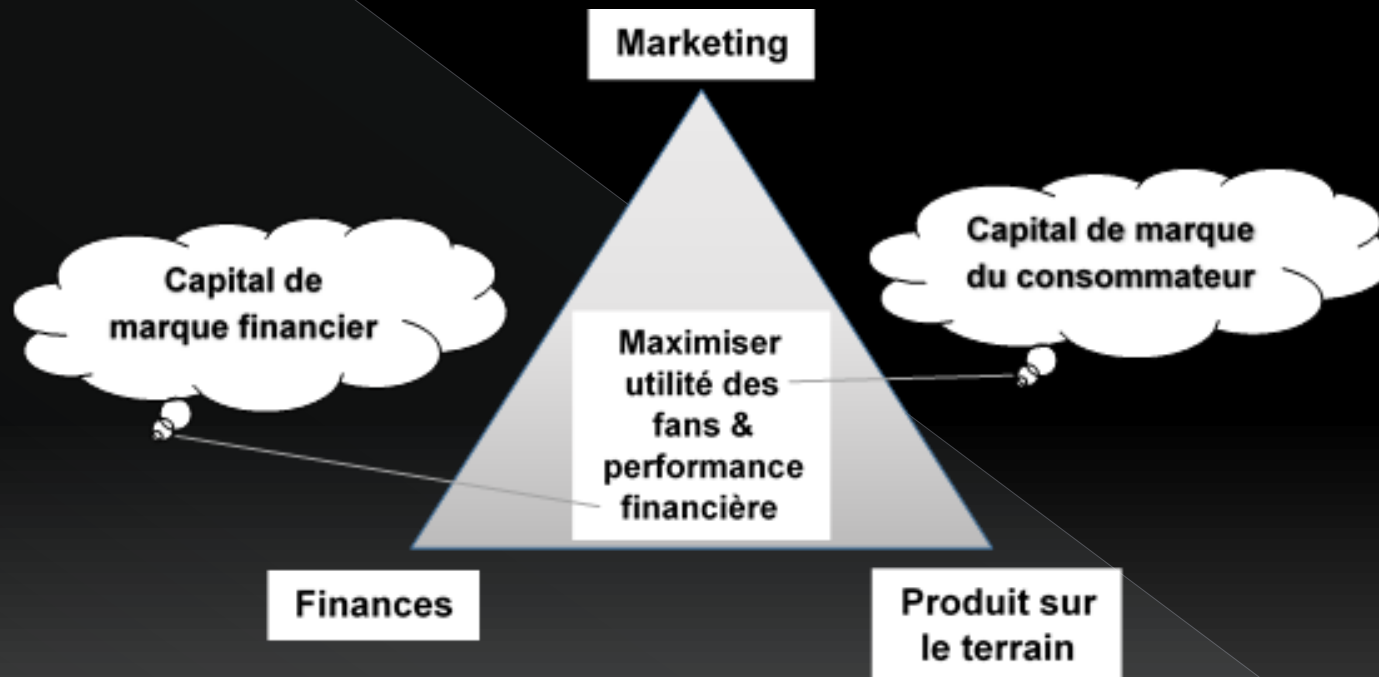 Marketing
Capital de
marque financier
Capital de marque
du consommateur
Maximiser
utilité des
fans &
performance
financière
Finances
Produit sur
le terrain